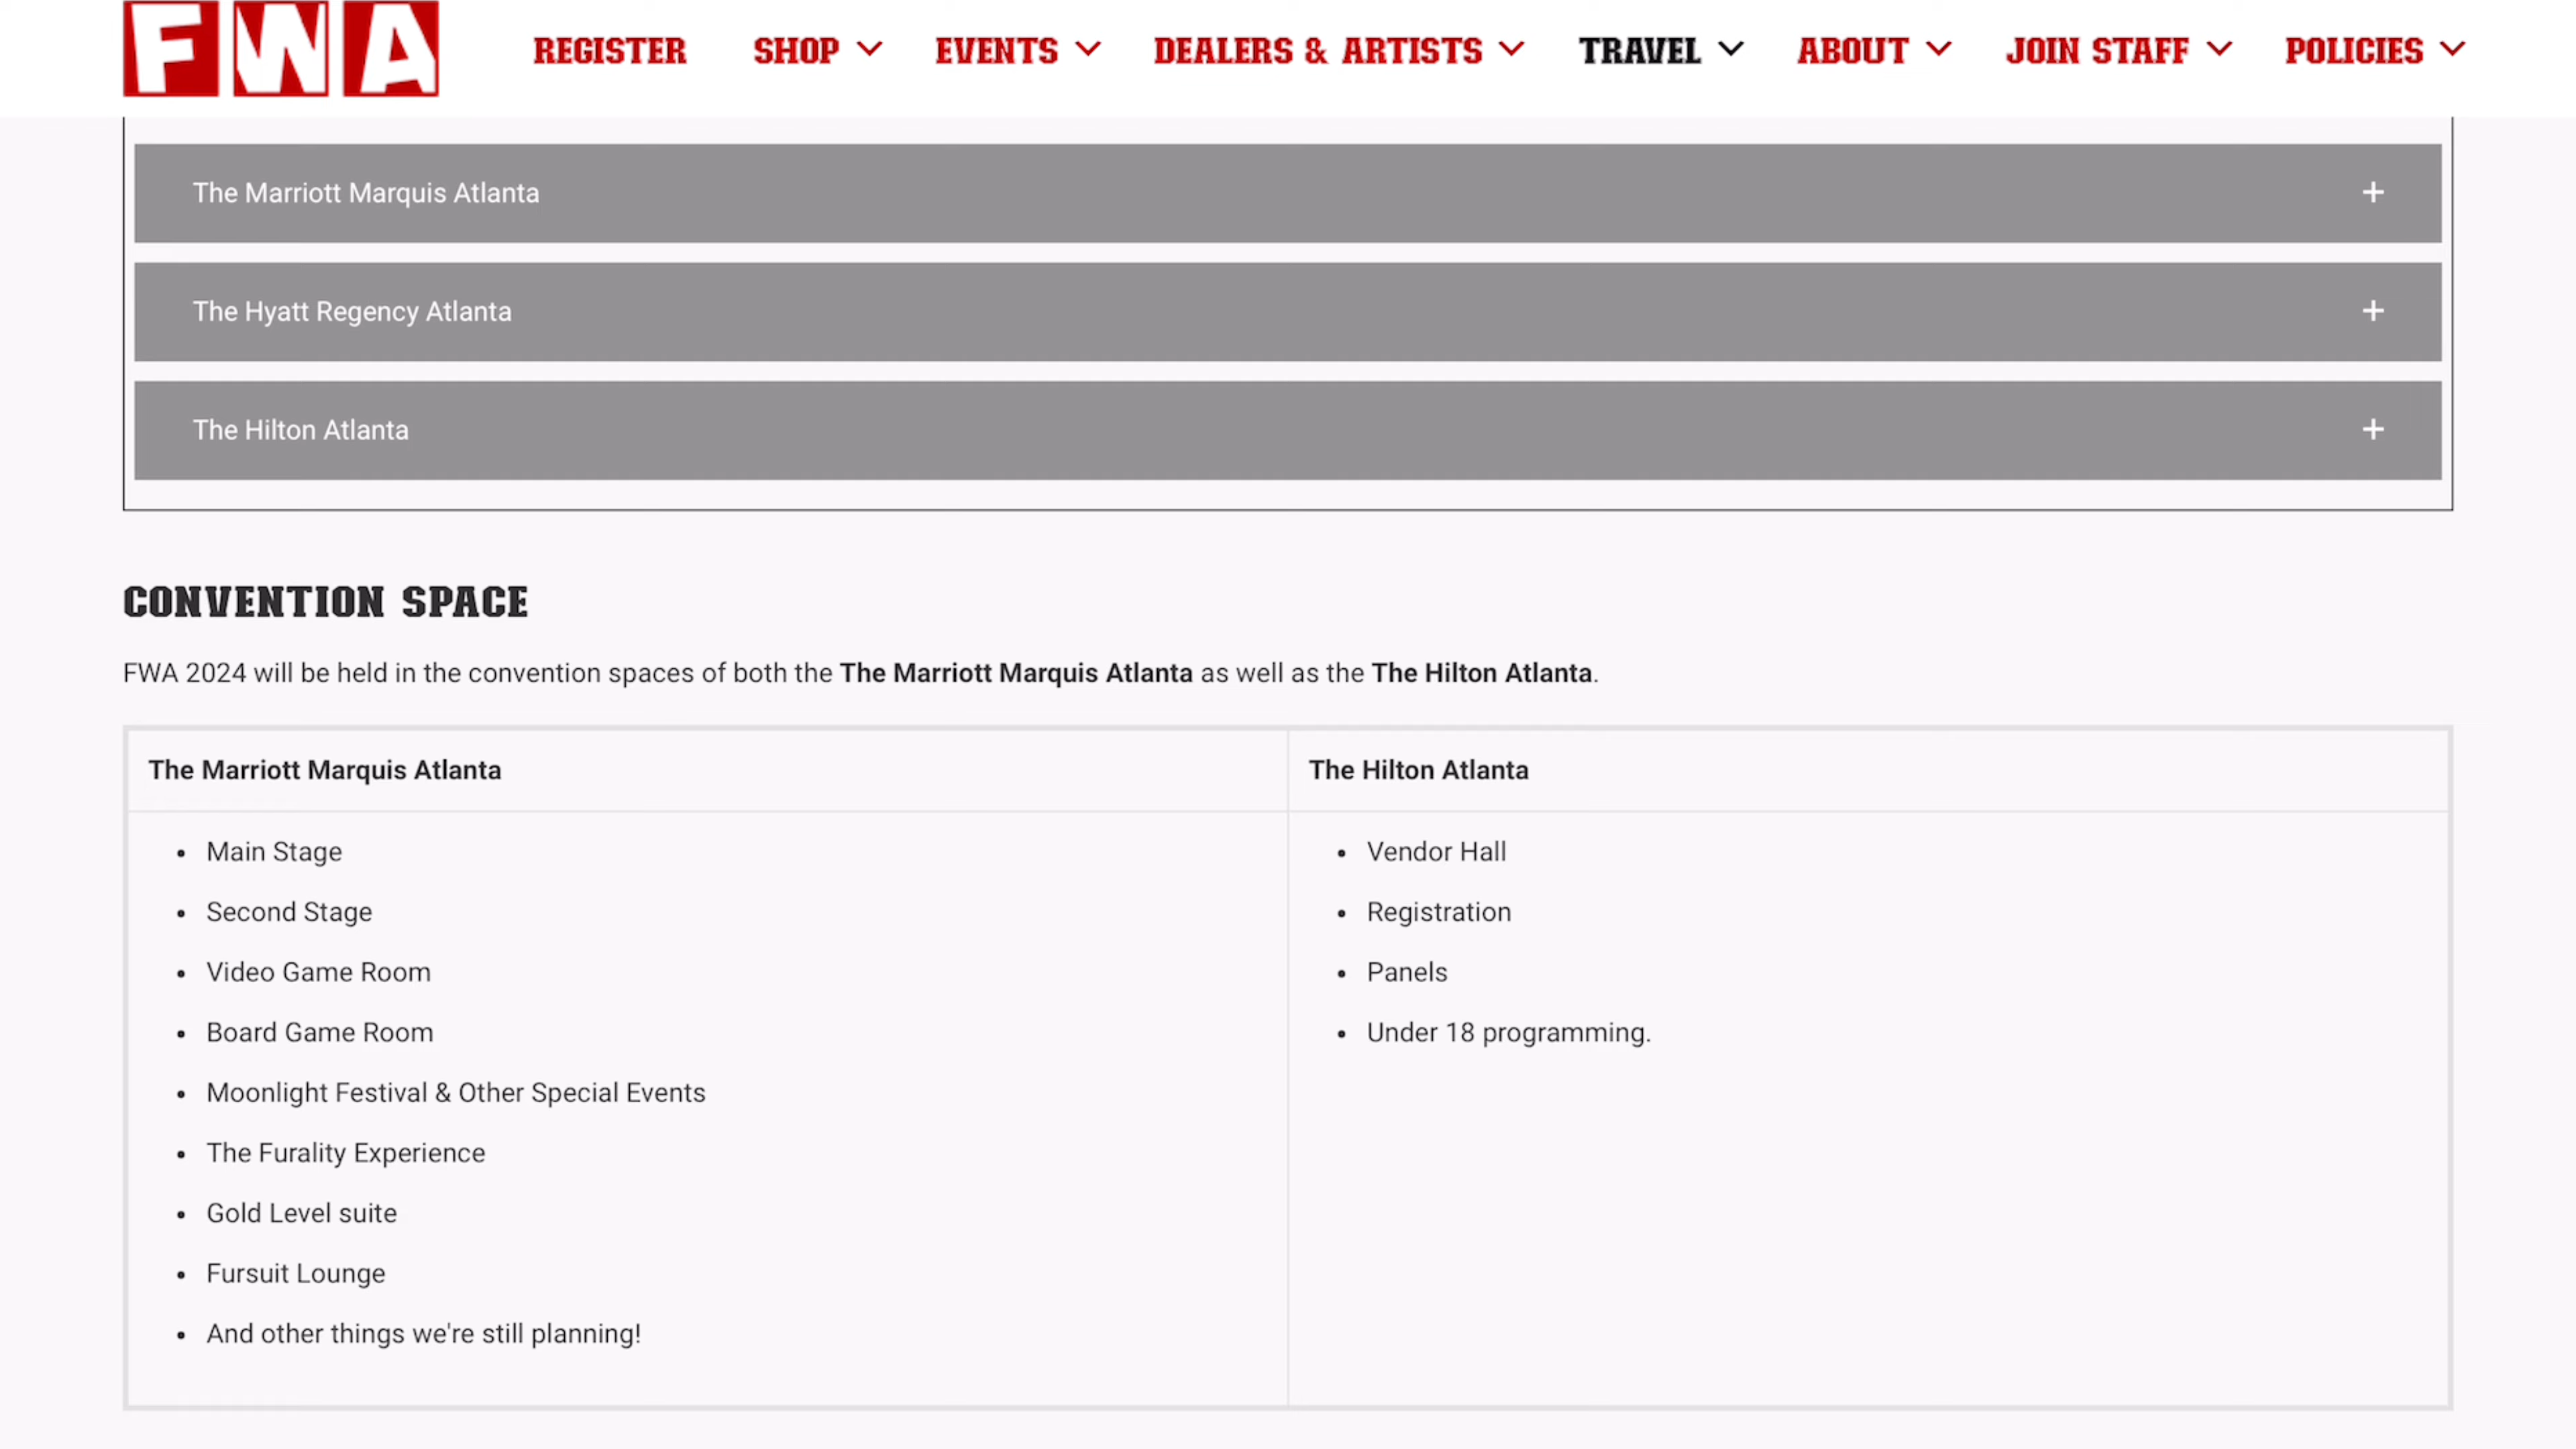 FWA
REGISTER SHOP EVENTS DEALERS & ARTISTS TRAVEL ABOUT JOIN STAFF POLICIES
The Marriott Marquis Atlanta +
The Hyatt Regency Atlanta +
The Hilton Atlanta +
CONVENTION SPACE
FWA 2024 will be held in the convention spaces of both the The Marriott Marquis Atlanta as well as the The Hilton Atlanta.
The Marriott Marquis Atlanta
• Main Stage
• Second Stage
• Video Game Room
• Board Game Room
• Moonlight Festival & Other Special Events
• The Furality Experience
• Gold Level suite
• Fursuit Lounge
• And other things we're still planning!
The Hilton Atlanta
• Vendor Hall
• Registration
• Panels
• Under 18 programming.